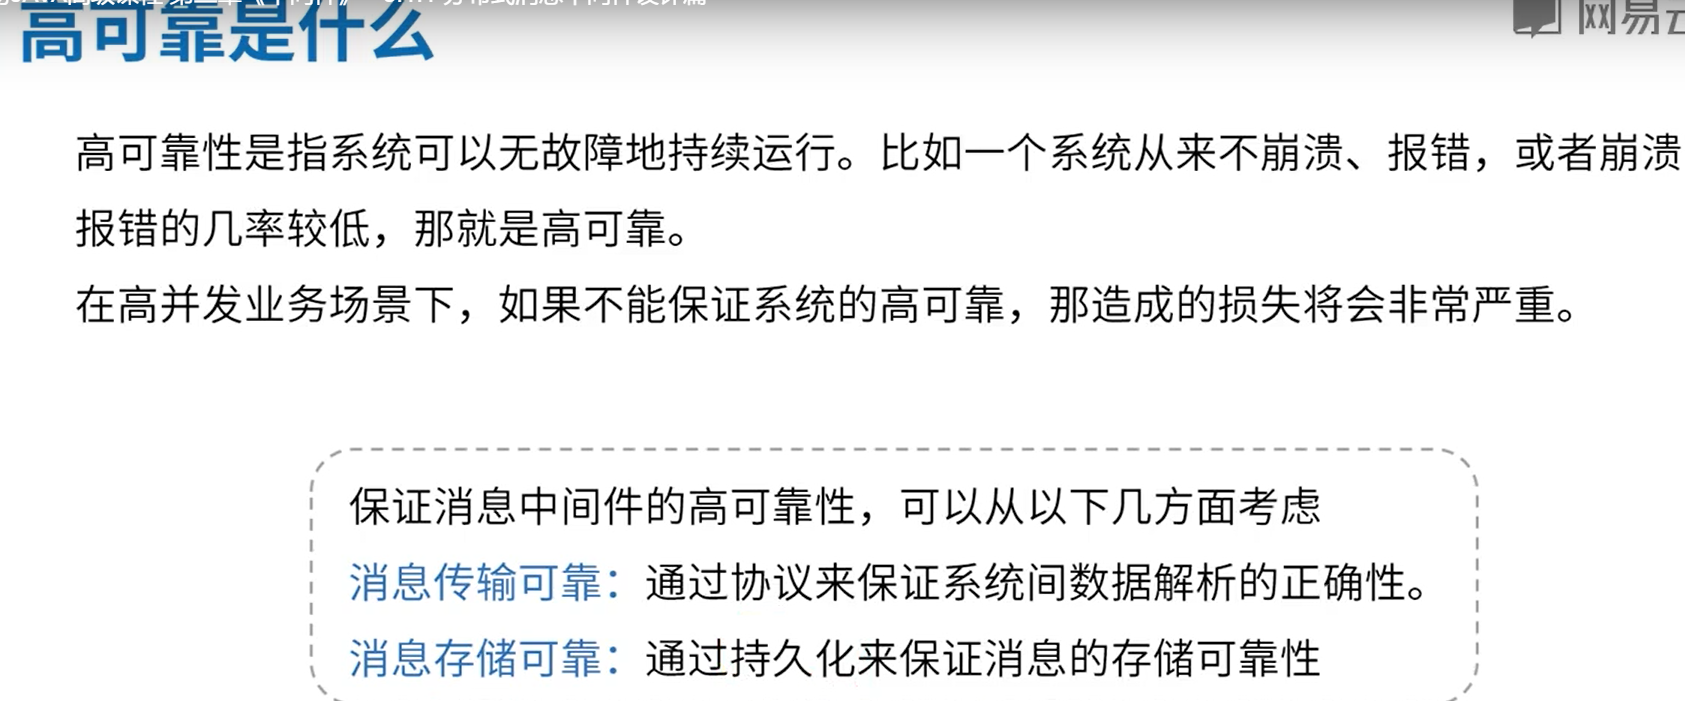 高可靠是什么
网易云
高可靠性是指系统可以无故障地持续运行。比如一个系统从来不崩溃、报错，或者崩溃
报错的几率较低，那就是高可靠。
在高并发业务场景下，如果不能保证系统的高可靠，那造成的损失将会非常严重。
保证消息中间件的高可靠性，可以从以下几方面考虑
消息传输可靠：通过协议来保证系统间数据解析的正确性。
消息存储可靠：通过持久化来保证消息的存储可靠性